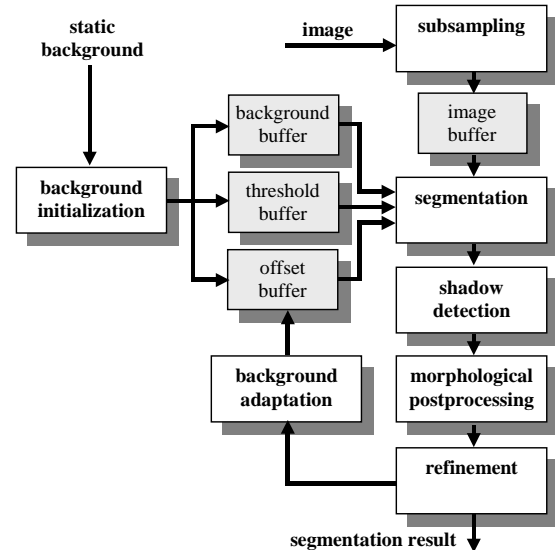 static
background
image
subsampling
background
buffer
image
buffer
background
initialization
threshold
buffer
segmentation
offset
buffer
shadow
detection
background
adaptation
morphological
postprocessing
refinement
segmentation result